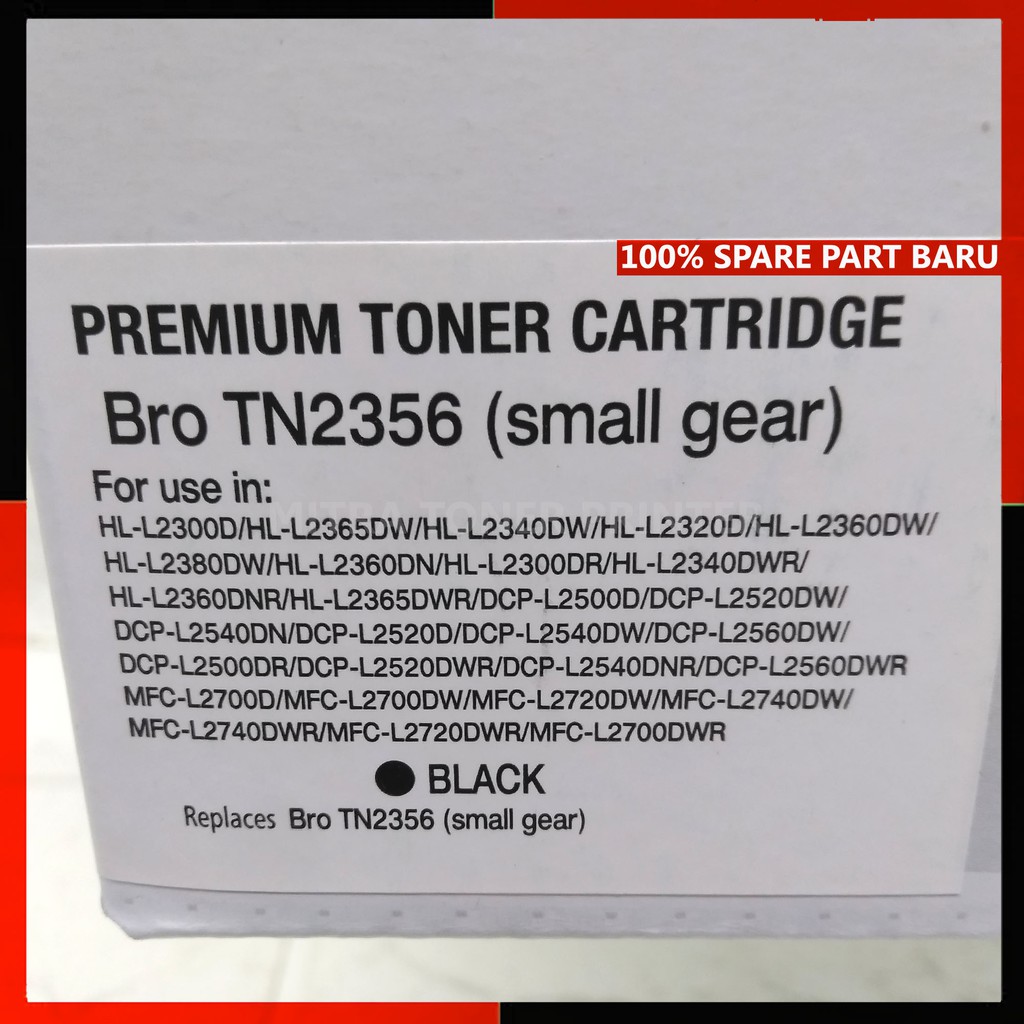 100% SPARE PART BARU
PREMIUM TONER CARTRIDGE
Bro TN2356 (small gear)
For use in:
MITRA TONER PRINTER
HL-L2300D/HL-L2365DW/HL-L2340DW/HL-L2320D/HL-L2360DW/
HL-L2380DW/HL-L2360DN/HL-L2300DR/HL-L2340DWR/
HL-L2360DNR/HL-L2365DWR/DCP-L2500D/DCP-L2520DW/
DCP-L2540DN/DCP-L2520D/DCP-L2540DW/DCP-L2560DW/
DCP-L2500DR/DCP-L2520DWR/DCP-L2540DNR/DCP-L2560DWR
MFC-L2700D/MFC-L2700DW/MFC-L2720DW/MFC-L2740DW/
MFC-L2740DWR/MFC-L2720DWR/MFC-L2700DWR
BLACK
Replaces Bro TN2356 (small gear)